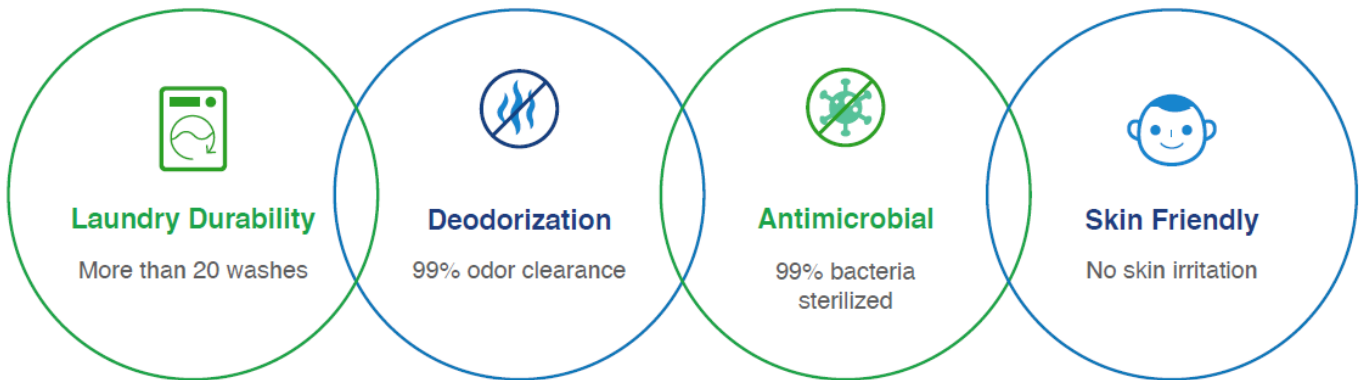 Laundry Durability
More than 20 washes
Deodorization
99% odor clearance
Antimicrobial
99% bacteria
sterilized
Skin Friendly
No skin irritation